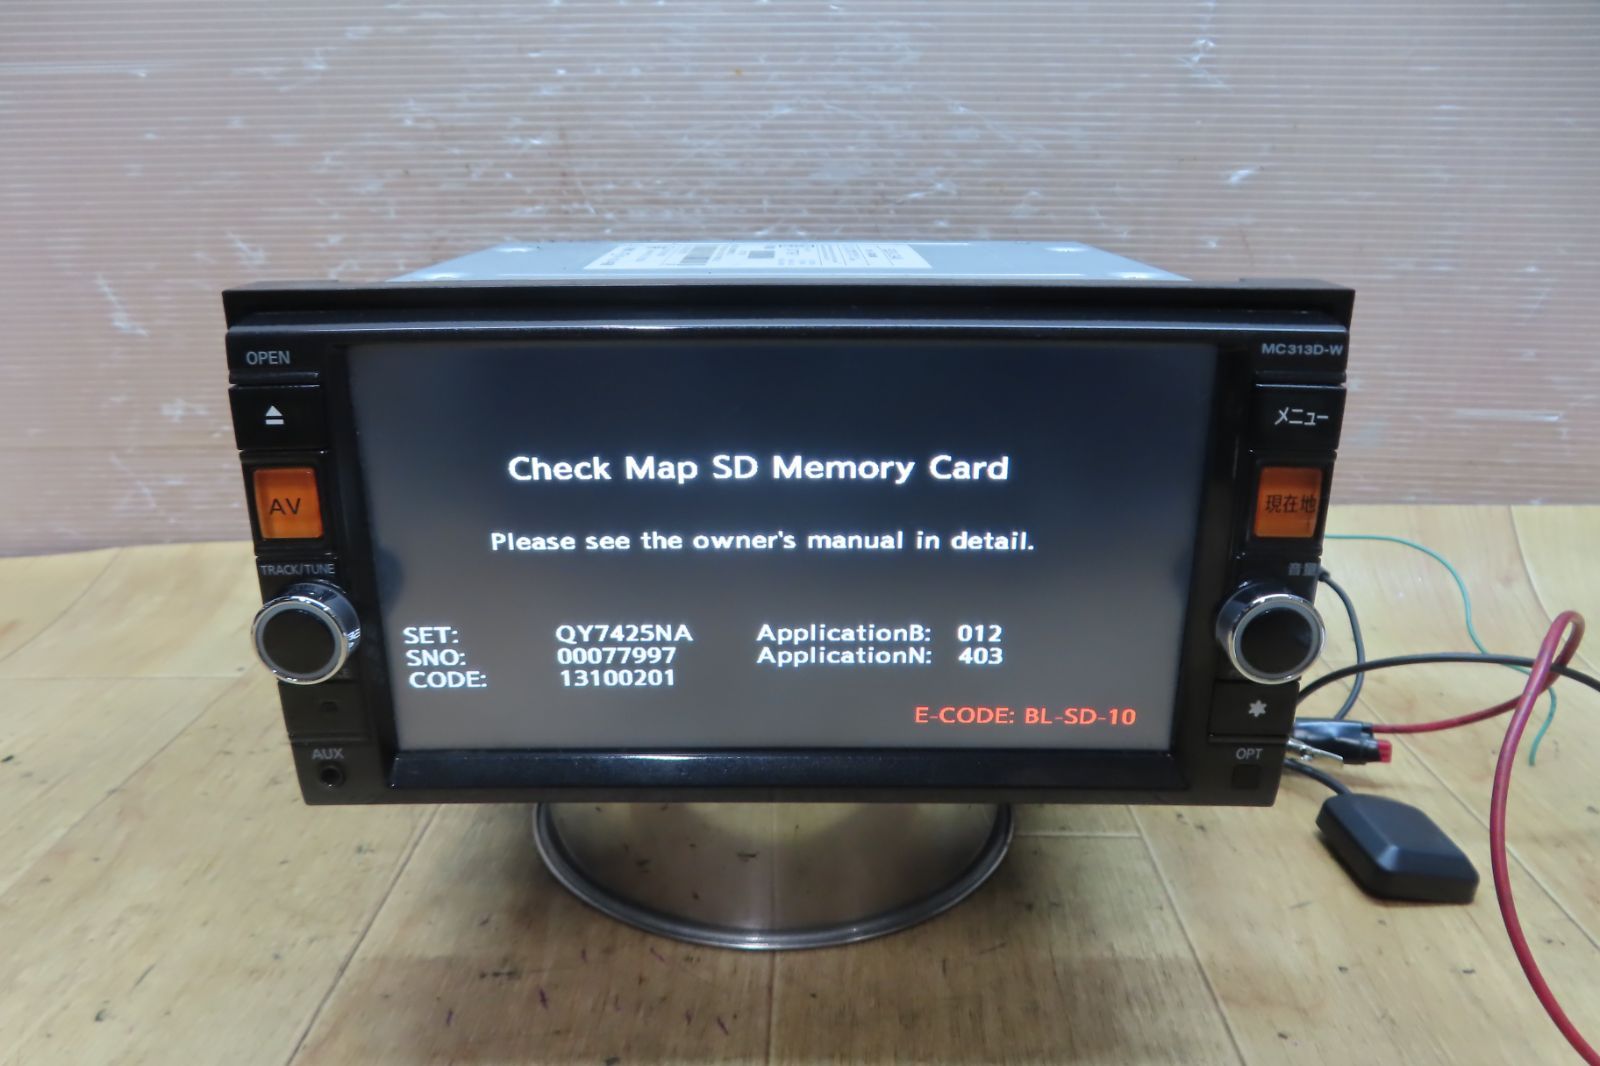 OPEN
MC313D-W
メニュー
AV
現在地
TRACK/TUNE
音量
AUX
OPT
Check Map SD Memory Card
Please see the owner's manual in detail.
SET: QY7425NA ApplicationB: 012
SNO: 00077997 ApplicationN: 403
CODE: 13100201
E-CODE: BL-SD-10